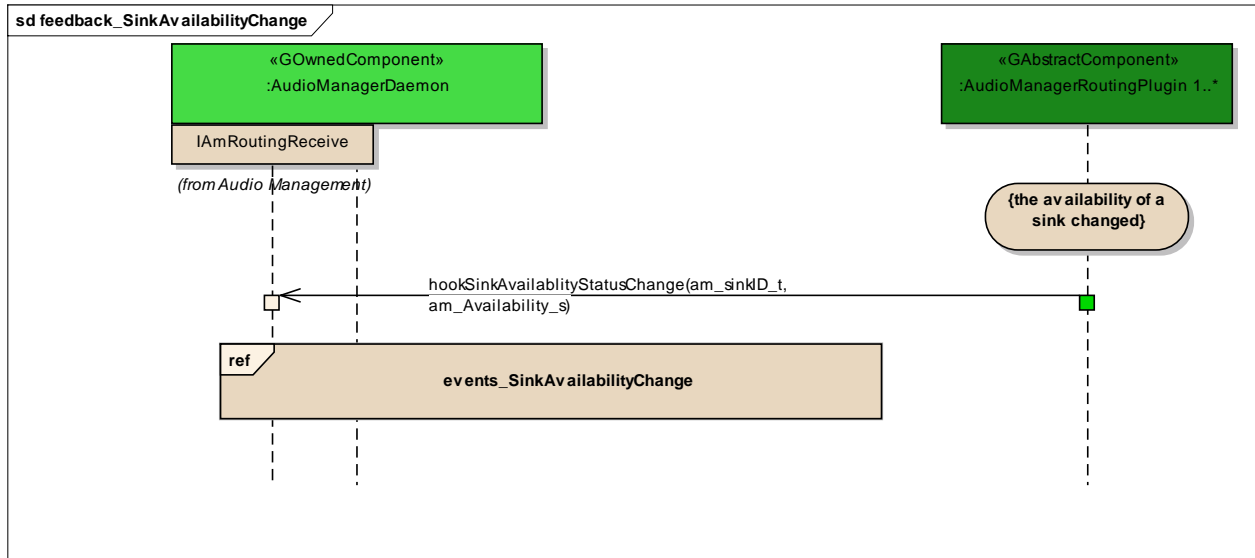 sd feedback_SinkAvailabilityChange
«GOwnedComponent»
:AudioManagerDaemon
«GAbstractComponent»
:AudioManagerRoutingPlugin 1..*
IAmRoutingReceive
(from Audio Management)
{the availability of a
sink changed}
hookSinkAvailablityStatusChange(am_sinkID_t,
am_Availability_s)
ref
events_SinkAvailabilityChange